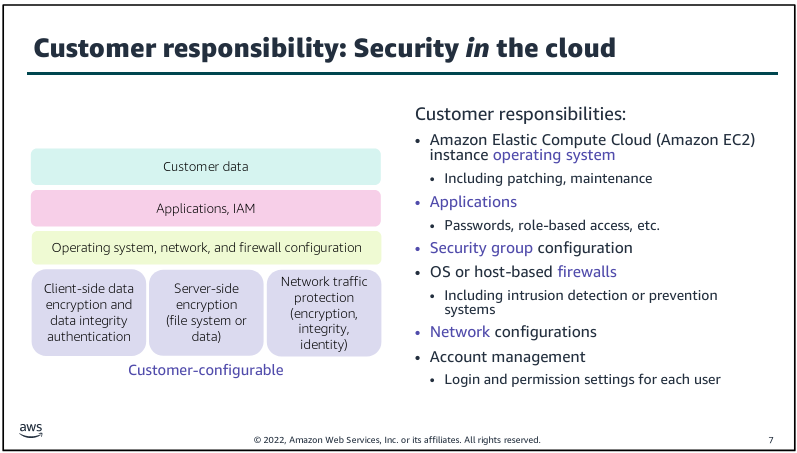 Customer responsibility: Security in the cloud
Customer data
Applications, IAM
Operating system, network, and firewall configuration
Client-side data
encryption and
data integrity
authentication
Server-side
encryption
(file system or
data)
Network traffic
protection
(encryption,
integrity,
identity)
Customer-configurable
Customer responsibilities:
• Amazon Elastic Compute Cloud (Amazon EC2)
instance operating system
• Including patching, maintenance
• Applications
• Passwords, role-based access, etc.
• Security group configuration
• OS or host-based firewalls
• Including intrusion detection or prevention
systems
• Network configurations
• Account management
• Login and permission settings for each user
aws
© 2022, Amazon Web Services, Inc. or its affiliates. All rights reserved.
7